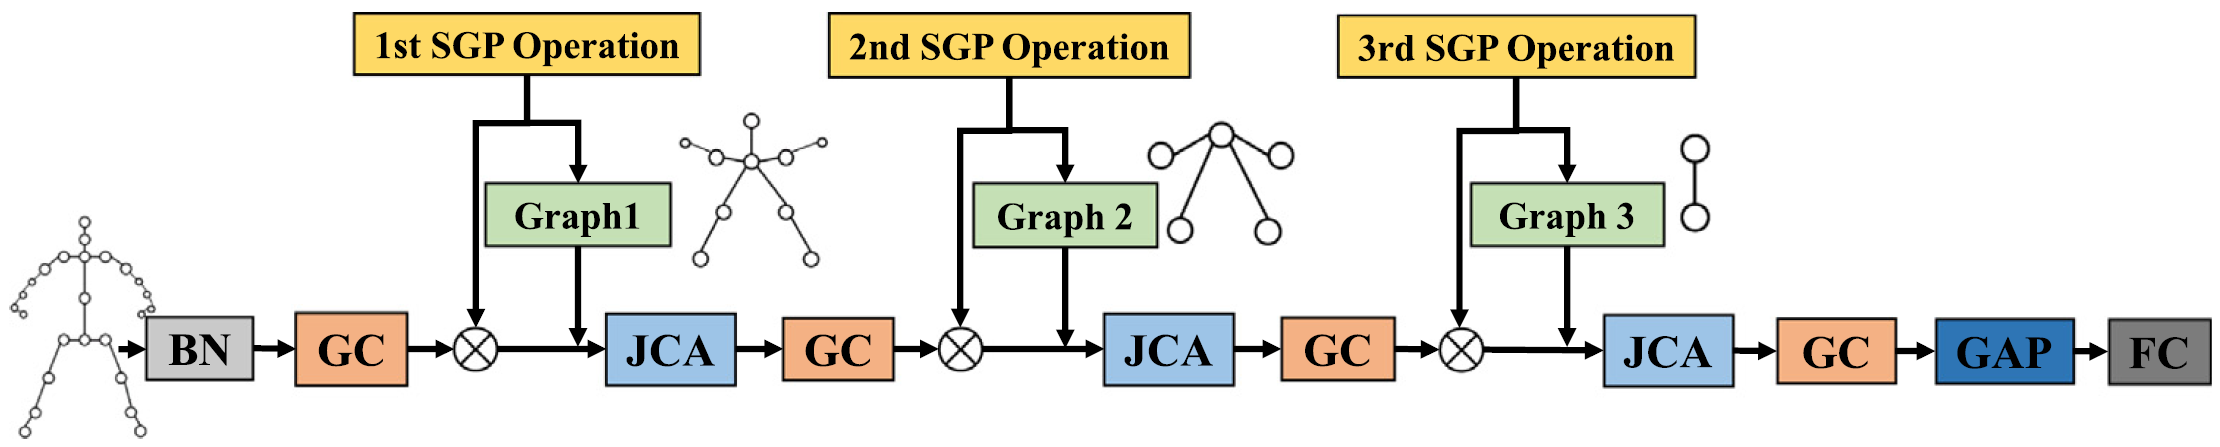 1st SGP Operation
2nd SGP Operation
3rd SGP Operation
Graph1
Graph 2
Graph 3
BN
GC
JCA
GC
JCA
GC
JCA
GC
GAP
FC